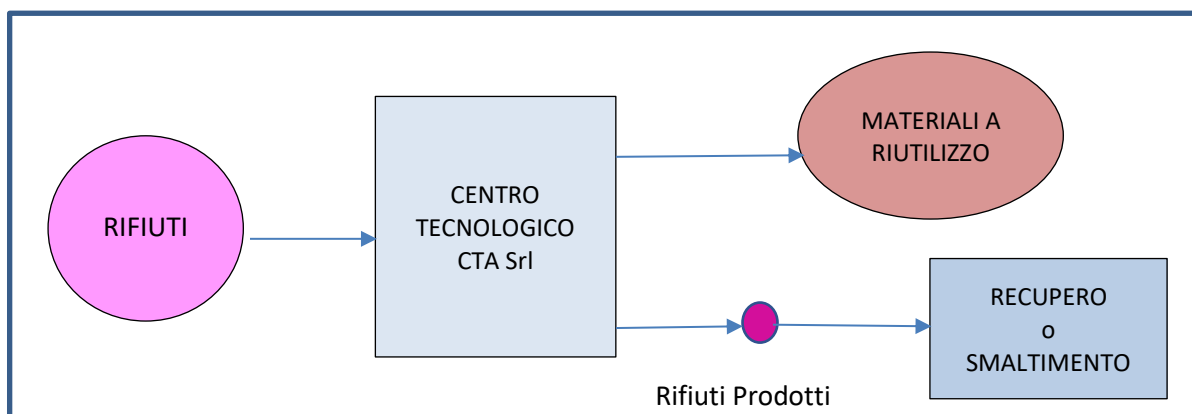 RIFIUTI
CENTRO
TECNOLOGICO
CTA Srl
MATERIALI A
RIUTILIZZO
Rifiuti Prodotti
RECUPERO
o
SMALTIMENTO